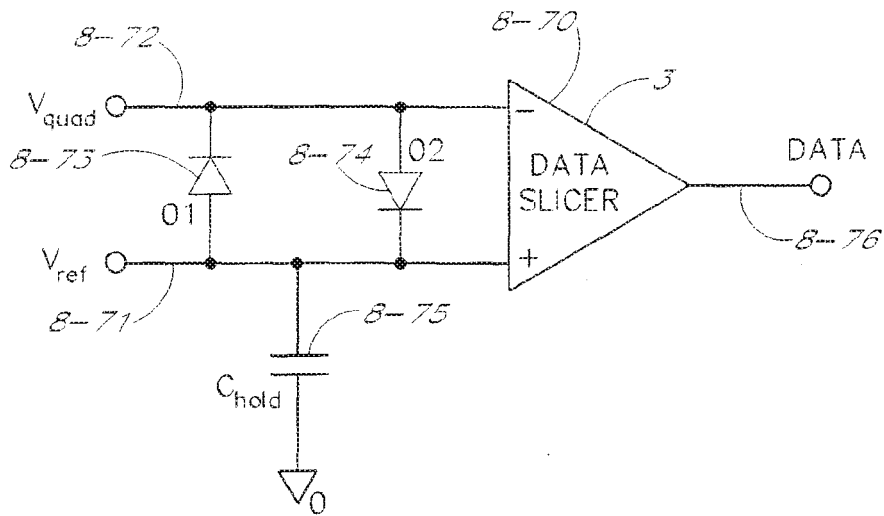 8-70
8-72
3
V_quad
8-73
8-74
02
01
−
DATA SLICER
DATA
8-76
V_ref
+
8-71
8-75
C_hold
0